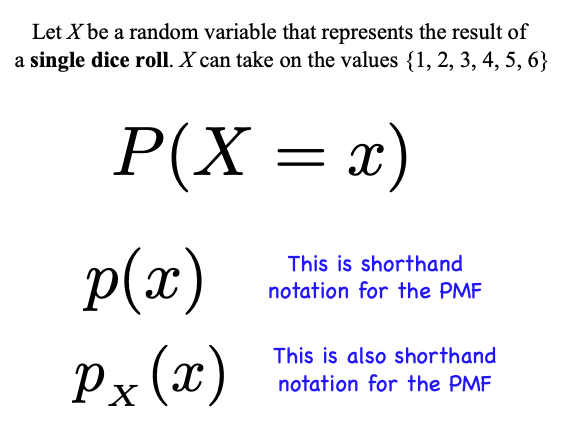 Let X be a random variable that represents the result of
a single dice roll. X can take on the values {1, 2, 3, 4, 5, 6}
P(X = x)
p(x)
This is shorthand
notation for the PMF
p_X(x)
This is also shorthand
notation for the PMF